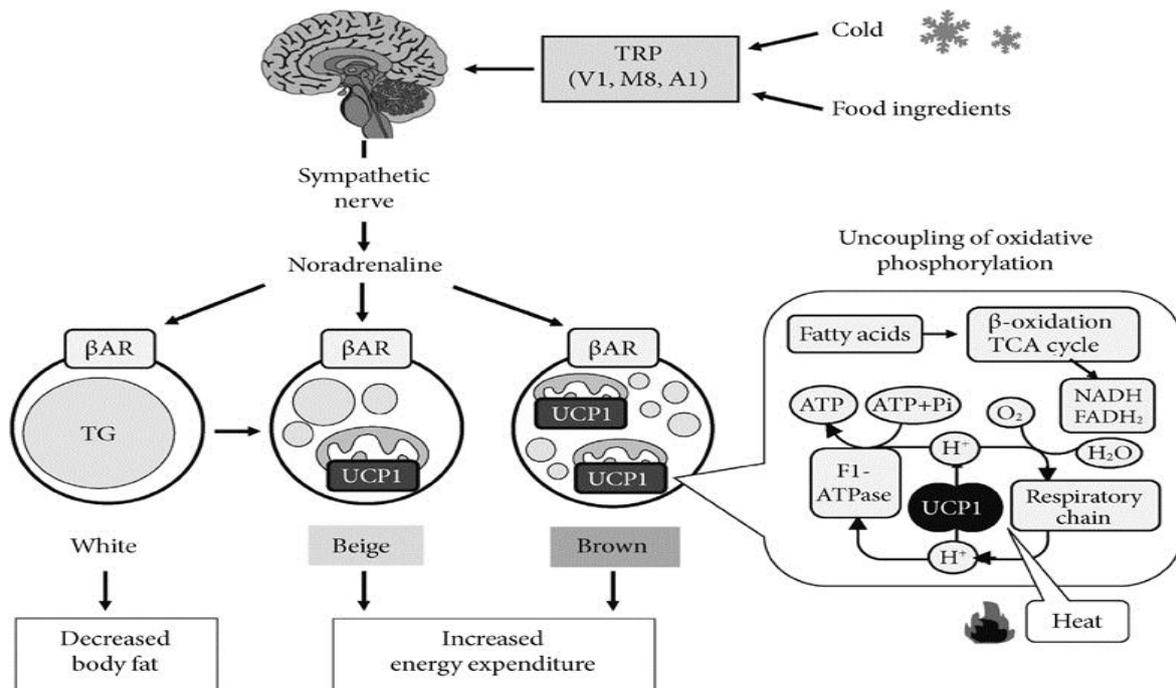 Cold
TRP
(V1, M8, A1)
Food ingredients
Sympathetic
nerve
Noradrenaline
βAR
βAR
βAR
TG
UCP1
UCP1
UCP1
White
Beige
Brown
Decreased
body fat
Increased
energy expenditure
Uncoupling of oxidative
phosphorylation
Fatty acids
β-oxidation
TCA cycle
NADH
FADH₂
ATP
ATP+Pi
O₂
H⁺
H₂O
F1-
ATPase
UCP1
Respiratory
chain
H⁺
Heat